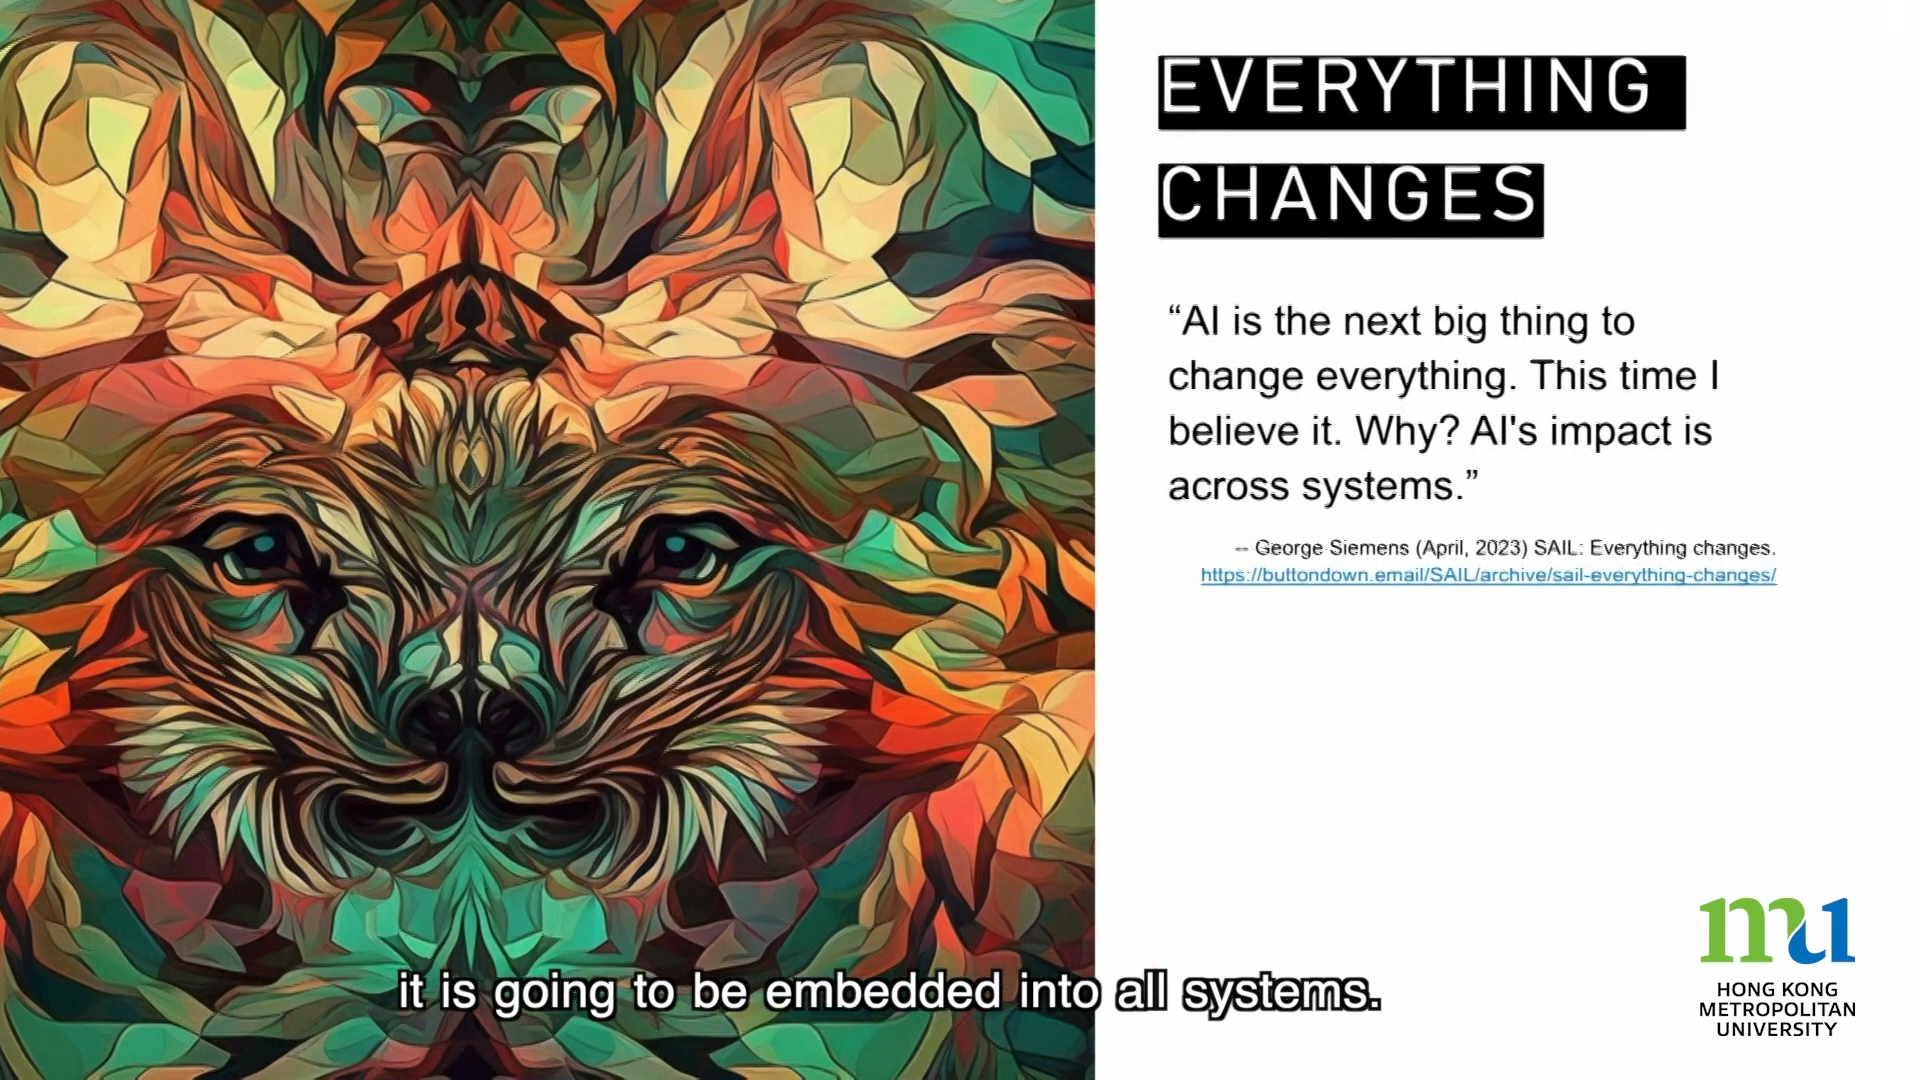 EVERYTHING
CHANGES
“AI is the next big thing to
change everything. This time I
believe it. Why? AI's impact is
across systems.”
-- George Siemens (April, 2023) SAIL: Everything changes.
https://buttondown.email/SAIL/archive/sail-everything-changes/
it is going to be embedded into all systems.
mu
HONG KONG
METROPOLITAN
UNIVERSITY